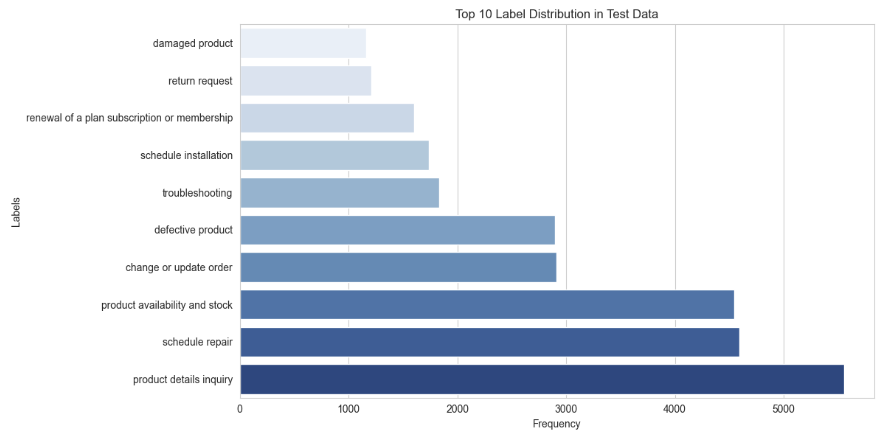 Top 10 Label Distribution in Test Data
Labels
damaged product
return request
renewal of a plan subscription or membership
schedule installation
troubleshooting
defective product
change or update order
product availability and stock
schedule repair
product details inquiry
0 1000 2000 3000 4000 5000
Frequency